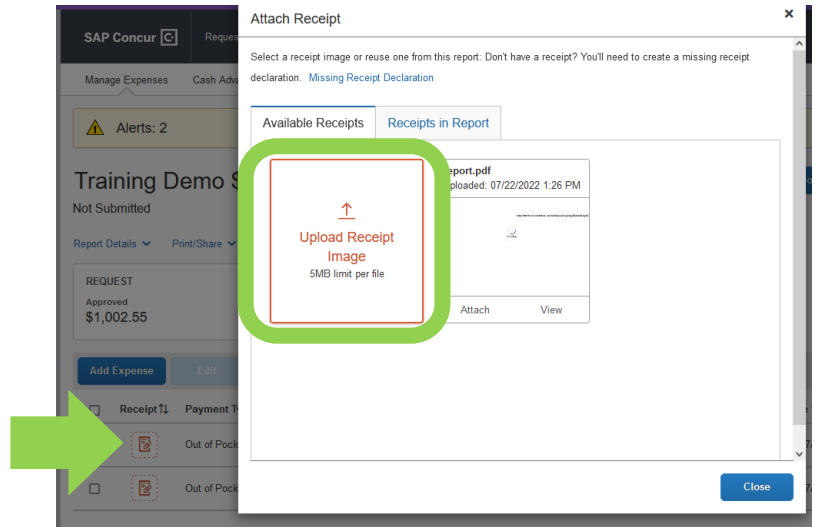 SAP Concur C
Reques
Attach Receipt
×
Select a receipt image or reuse one from this report: Don't have a receipt? You'll need to create a missing receipt
declaration. Missing Receipt Declaration
Manage Expenses Cash Adva
Available Receipts Receipts in Report
Alerts: 2
eport.pdf
ploaded: 07/22/2022 1:26 PM
Training Demo $
Not Submitted
Upload Receipt
Image
5MB limit per file
Report Details Print/Share
REQUEST
Approved
$1,002.55
Attach View
Add Expense Edit
Receipt Payment T
Out of Pock
Out of Pock
Close